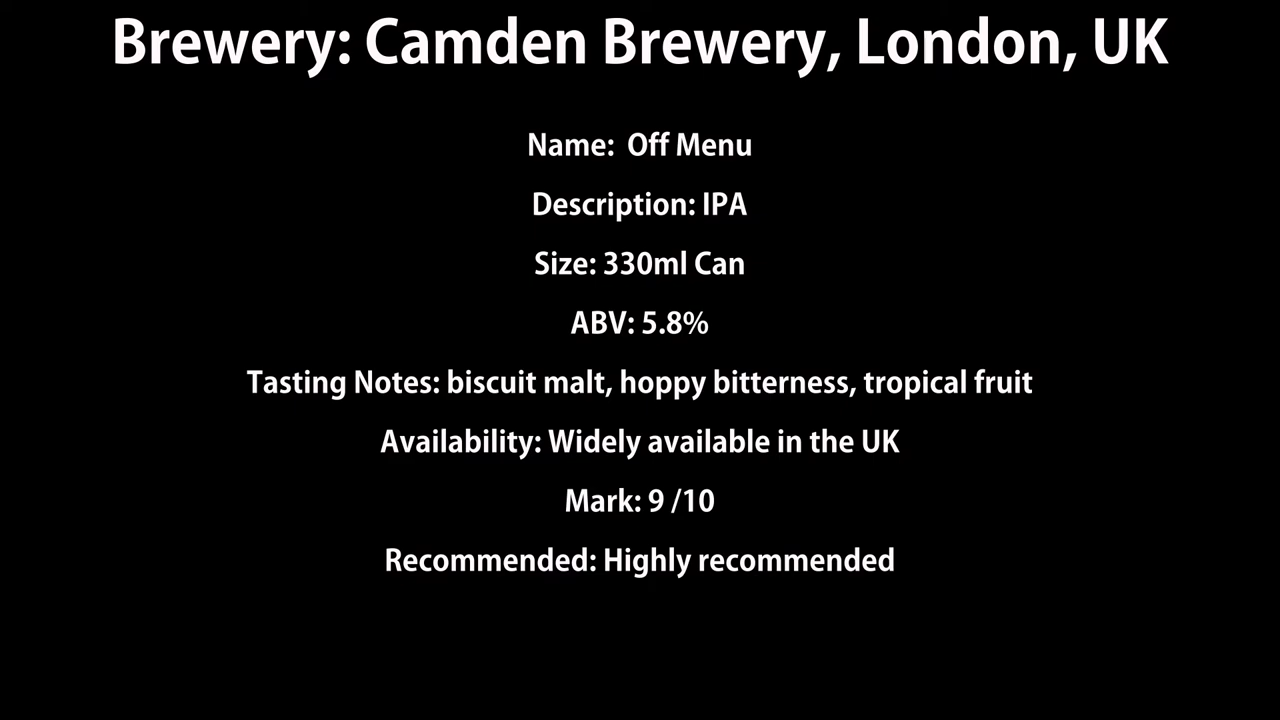 Brewery: Camden Brewery, London, UK
Name:  Off Menu
Description: IPA
Size: 330ml Can
ABV: 5.8%
Tasting Notes: biscuit malt, hoppy bitterness, tropical fruit
Availability: Widely available in the UK
Mark: 9 /10
Recommended: Highly recommended